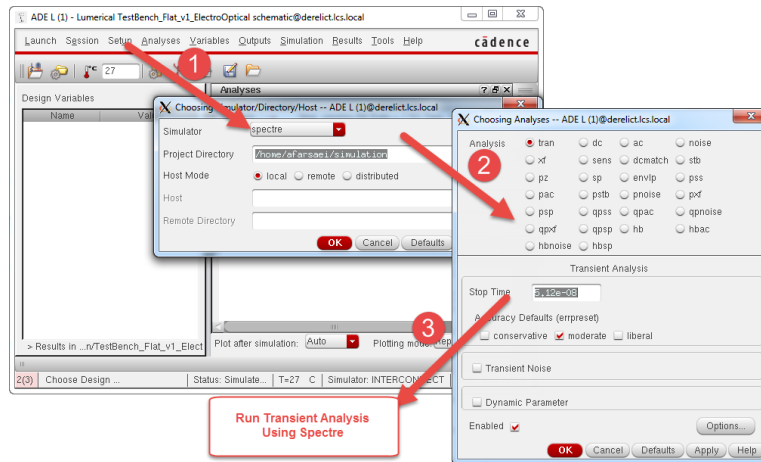 ADE L (1) - Lumerical TestBench_Flat_v1_ElectroOptical schematic@derelict.lcs.local
Launch Session Setup Analyses Variables Outputs Simulation Results Tools Help
cādence
°C 27
1
Design Variables
Name
Analyses
? X
Choosing Simulator/Directory/Host -- ADE L (1)@derelict.lcs.local
Simulator spectre
Project Directory /home/afarsaei/simulation
Host Mode local remote distributed
Host
Remote Directory
OK Cancel Defaults
2
Choosing Analyses -- ADE L (1)@derelict.lcs.local
Analysis tran dc ac noise
xf sens dcmatch stb
pz sp envlp pss
pac pstb pnoise pxf
psp qpss qpac qpnoise
qpxf qpsp hb hbac
hbnoise hbsp
Transient Analysis
Stop Time 5.12e-08
Accuracy Defaults (errpreset)
conservative moderate liberal
Transient Noise
Dynamic Parameter
Enabled Options...
OK Cancel Defaults Apply Help
3
> Results in ...n/TestBench_Flat_v1_Elect
Plot after simulation: Auto Plotting mode:
2(3) Choose Design ... Status: Simulate... T=27 C Simulator: INTERCONNECT
Run Transient Analysis
Using Spectre